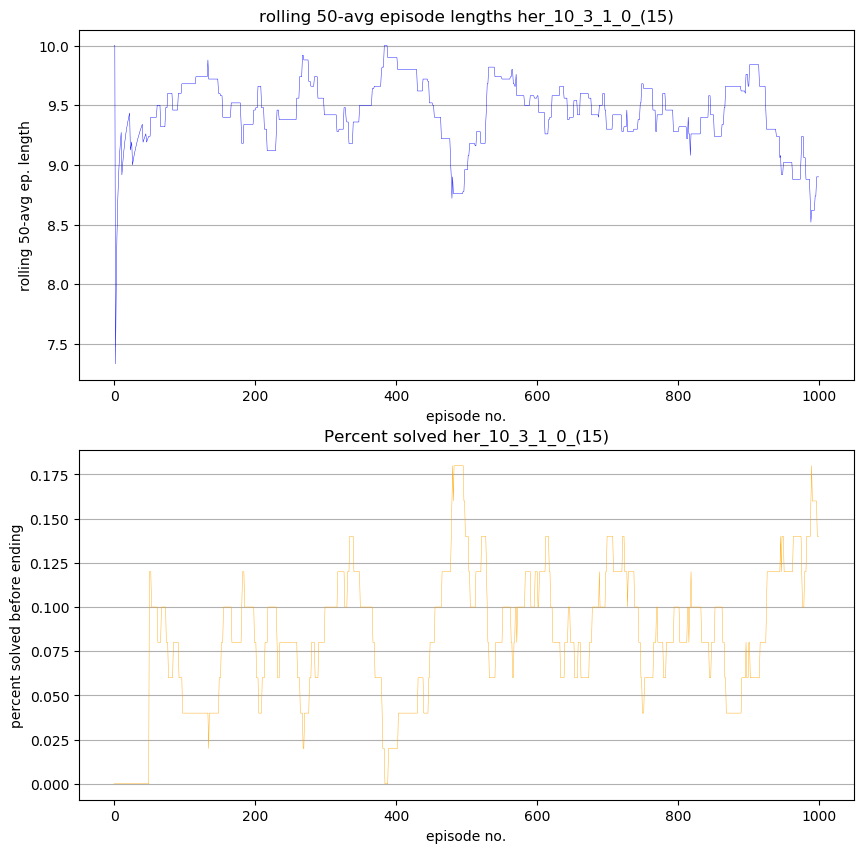 rolling 50-avg episode lengths her_10_3_1_0_(15)
10.0
9.5
9.0
8.5
8.0
7.5
rolling 50-avg ep. length
0 200 400 600 800 1000
episode no.
Percent solved her_10_3_1_0_(15)
0.175
0.150
0.125
0.100
0.075
0.050
0.025
0.000
percent solved before ending
0 200 400 600 800 1000
episode no.